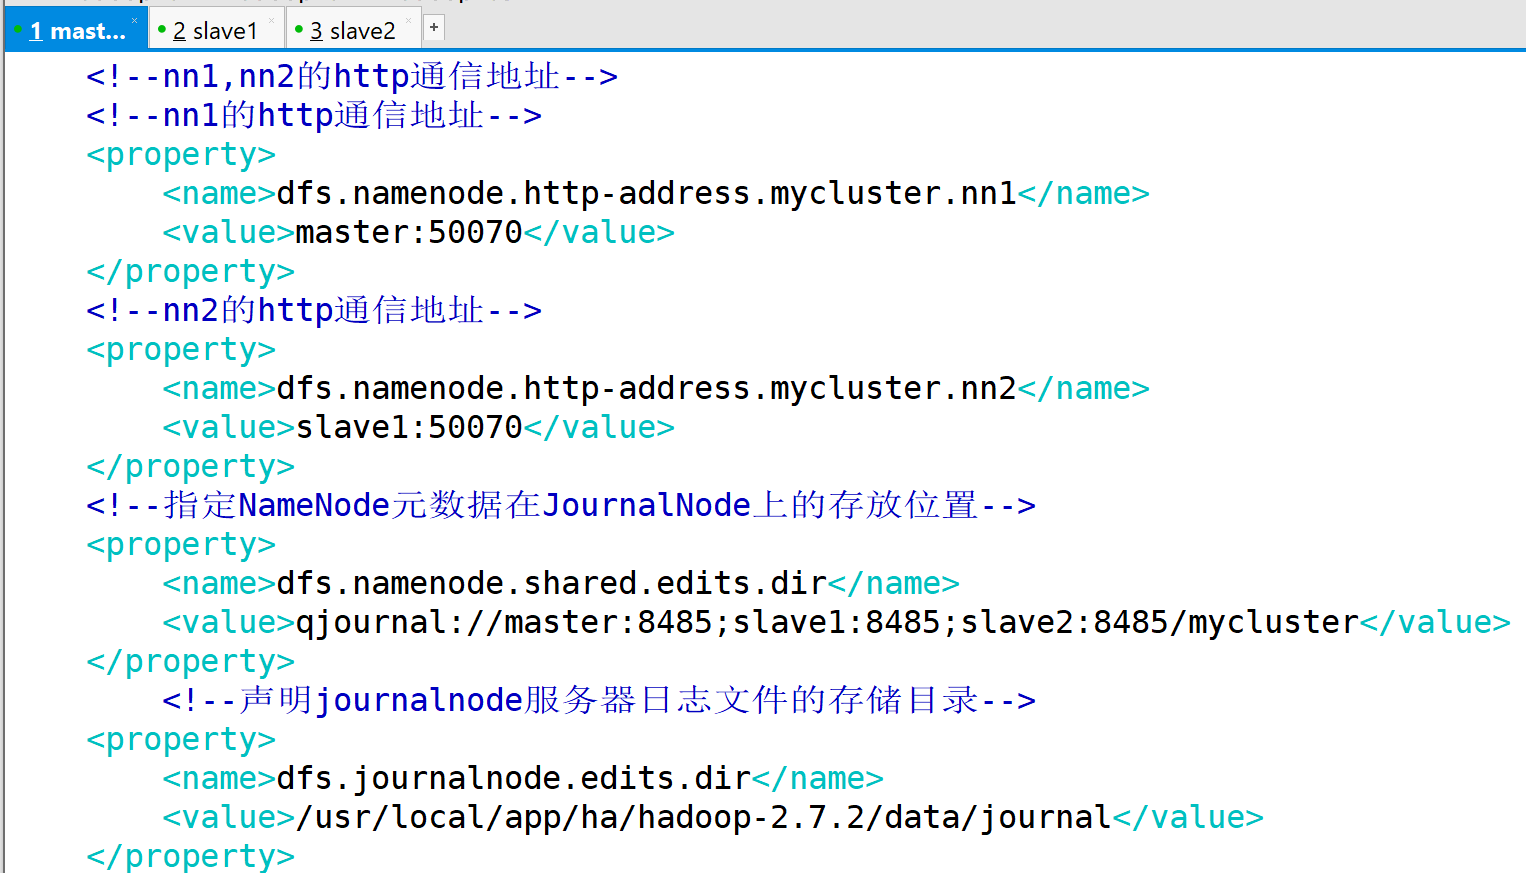 1 mast...
2 slave1
3 slave2
+
<!--nn1,nn2的http通信地址-->
<!--nn1的http通信地址-->
<property>
<name>dfs.namenode.http-address.mycluster.nn1</name>
<value>master:50070</value>
</property>
<!--nn2的http通信地址-->
<property>
<name>dfs.namenode.http-address.mycluster.nn2</name>
<value>slave1:50070</value>
</property>
<!--指定NameNode元数据在JournalNode上的存放位置-->
<property>
<name>dfs.namenode.shared.edits.dir</name>
<value>qjournal://master:8485;slave1:8485;slave2:8485/mycluster</value>
</property>
<!--声明journalnode服务器日志文件的存储目录-->
<property>
<name>dfs.journalnode.edits.dir</name>
<value>/usr/local/app/ha/hadoop-2.7.2/data/journal</value>
</property>